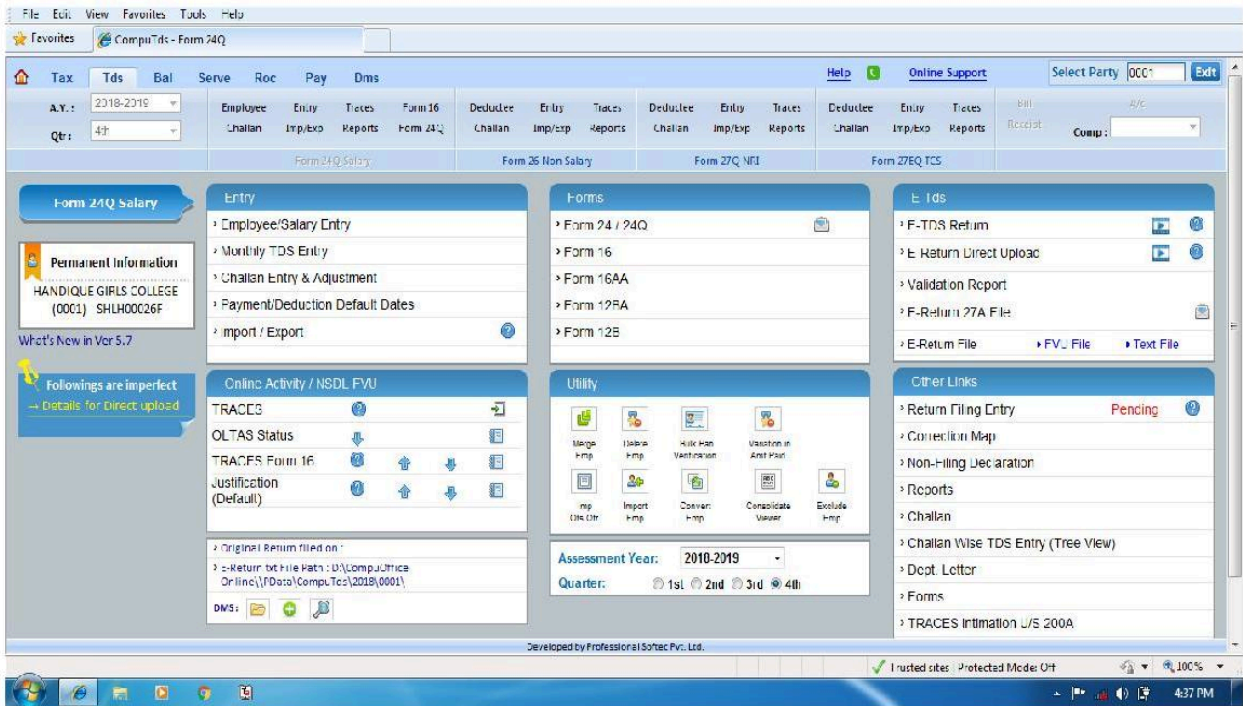 File Edit View Favorites Tools Help
Favorites CompuTds - Form 24Q
Tax Tds Bal Serve Roc Pay Dms Help Online Support Select Party 0001 Exit
A.Y. : 2018-2019
Qtr : 4th
Employee Entry Traces Form 16 Deductee Entry Traces Deductee Entry Traces Deductee Entry Traces Bill A/c
Challan Imp/Exp Reports Form 24Q Challan Imp/Exp Reports Challan Imp/Exp Reports Challan Imp/Exp Reports Receipt Comp :
Form 24Q Salary Form 26 Non Salary Form 27Q NRI Form 27EQ TCS
Form 24Q Salary
Permanent Information
HANDIQUE GIRLS COLLEGE
(0001) SHLH00026F
What's New in Ver 5.7
Followings are imperfect
→ Details for Direct upload
Entry
Employee/Salary Entry
Monthly TDS Entry
Challan Entry & Adjustment
Payment/Deduction Default Dates
Import / Export
Forms
Form 24 / 24Q
Form 16
Form 16AA
Form 12BA
Form 12B
E Tds
E-TDS Return
E-Return Direct Upload
Validation Report
E-Return 27A File
E-Return File FVU File Text File
Online Activity / NSDL FVU
TRACES
OLTAS Status
TRACES Form 16
Justification
(Default)
Original Return filed on :
E-Return txt File Path : D:\CompuOffice
Online\\PData\CompuTds\2018\0001\
DMS:
Utility
Merge Emp
Delete Emp
Bulk Pan Verification
Variation in Amt Paid
Imp Oth Qtr
Import Emp
Convert Emp
Consolidate Viewer
Exclude Emp
Assessment Year: 2018-2019
Quarter: 1st 2nd 3rd 4th
Other Links
Return Filing Entry Pending
Correction Map
Non-Filing Declaration
Reports
Challan
Challan Wise TDS Entry (Tree View)
Dept. Letter
Forms
TRACES Intimation U/S 200A
Developed by Professional Softec Pvt. Ltd.
Trusted sites | Protected Mode: Off 100%
4:37 PM